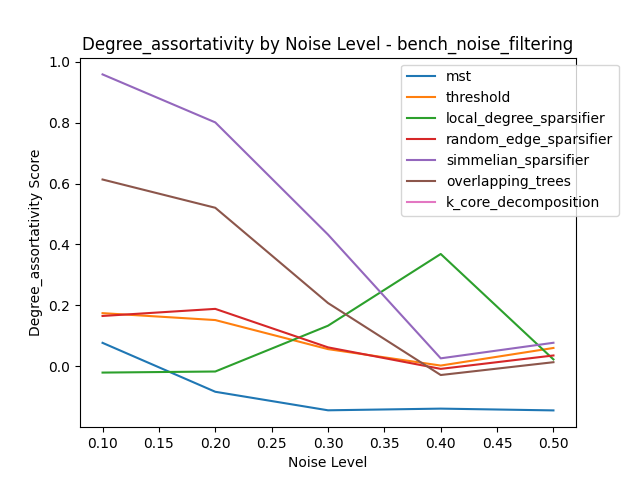 Degree_assortativity by Noise Level - bench_noise_filtering
mst
threshold
local_degree_sparsifier
random_edge_sparsifier
simmelian_sparsifier
overlapping_trees
k_core_decomposition
Degree_assortativity Score
1.0
0.8
0.6
0.4
0.2
0.0
0.10 0.15 0.20 0.25 0.30 0.35 0.40 0.45 0.50
Noise Level